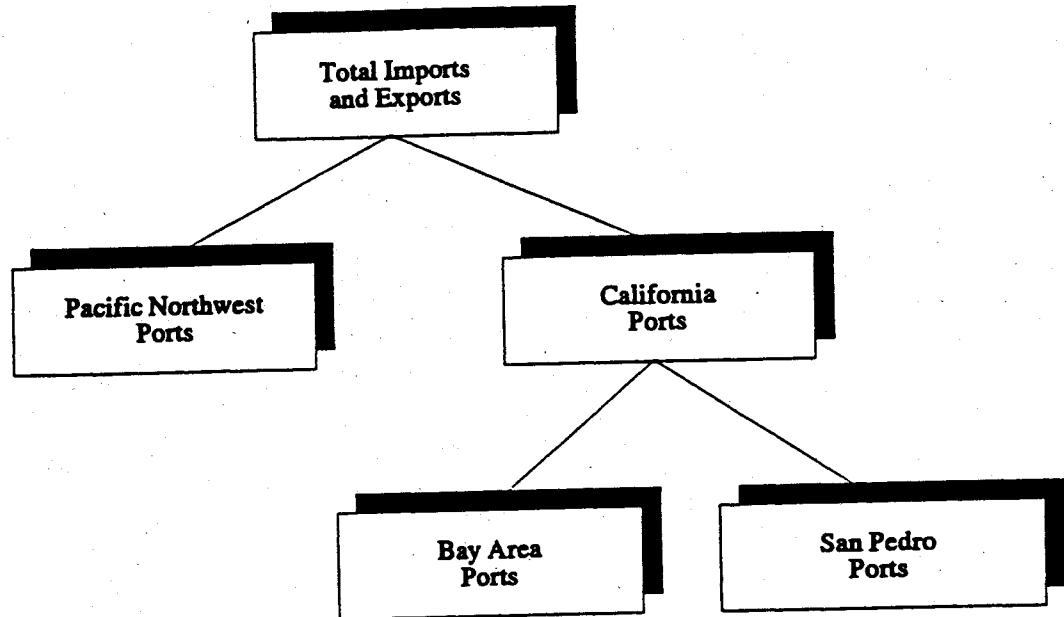 Total Imports
and Exports
Pacific Northwest
Ports
California
Ports
Bay Area
Ports
San Pedro
Ports